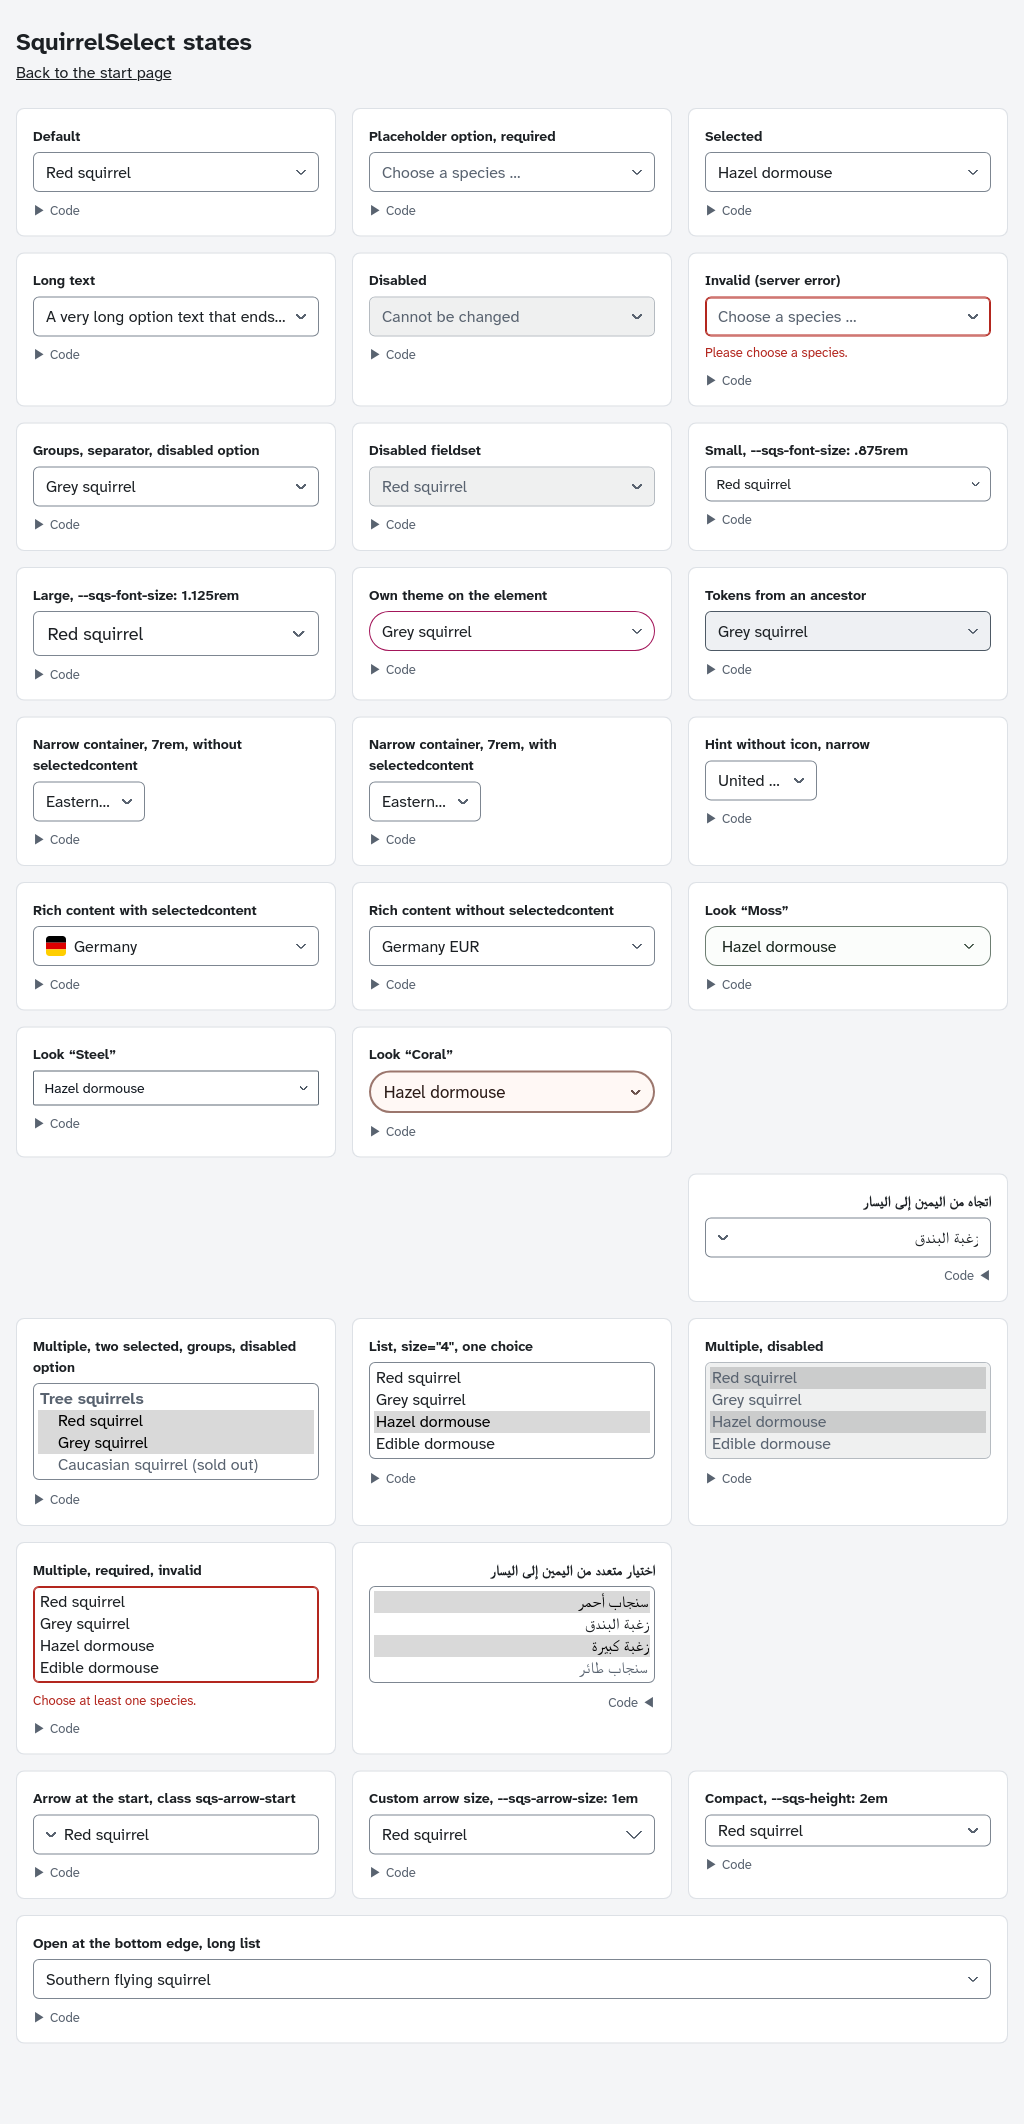 SquirrelSelect states
Back to the start page
Default
Red squirrel
Code
Placeholder option, required
Choose a species ...
Code
Selected
Hazel dormouse
Code
Long text
A very long option text that ends...
Code
Disabled
Cannot be changed
Code
Invalid (server error)
Choose a species ...
Please choose a species.
Code
Groups, separator, disabled option
Grey squirrel
Code
Disabled fieldset
Red squirrel
Code
Small, --sqs-font-size: .875rem
Red squirrel
Code
Large, --sqs-font-size: 1.125rem
Red squirrel
Code
Own theme on the element
Grey squirrel
Code
Tokens from an ancestor
Grey squirrel
Code
Narrow container, 7rem, without
selectedcontent
Eastern...
Code
Narrow container, 7rem, with
selectedcontent
Eastern...
Code
Hint without icon, narrow
United ...
Code
Rich content with selectedcontent
Germany
Code
Rich content without selectedcontent
Germany EUR
Code
Look “Moss”
Hazel dormouse
Code
Look “Steel”
Hazel dormouse
Code
Look “Coral”
Hazel dormouse
Code
اتجاه من اليمين إلى اليسار
زغبة البندق
Code
Multiple, two selected, groups, disabled
option
Tree squirrels
Red squirrel
Grey squirrel
Caucasian squirrel (sold out)
Code
List, size="4", one choice
Red squirrel
Grey squirrel
Hazel dormouse
Edible dormouse
Code
Multiple, disabled
Red squirrel
Grey squirrel
Hazel dormouse
Edible dormouse
Code
Multiple, required, invalid
Red squirrel
Grey squirrel
Hazel dormouse
Edible dormouse
Choose at least one species.
Code
اختيار متعدد من اليمين إلى اليسار
سنجاب أحمر
زغبة البندق
زغبة كبيرة
سنجاب طائر
Code
Arrow at the start, class sqs-arrow-start
Red squirrel
Code
Custom arrow size, --sqs-arrow-size: 1em
Red squirrel
Code
Compact, --sqs-height: 2em
Red squirrel
Code
Open at the bottom edge, long list
Southern flying squirrel
Code